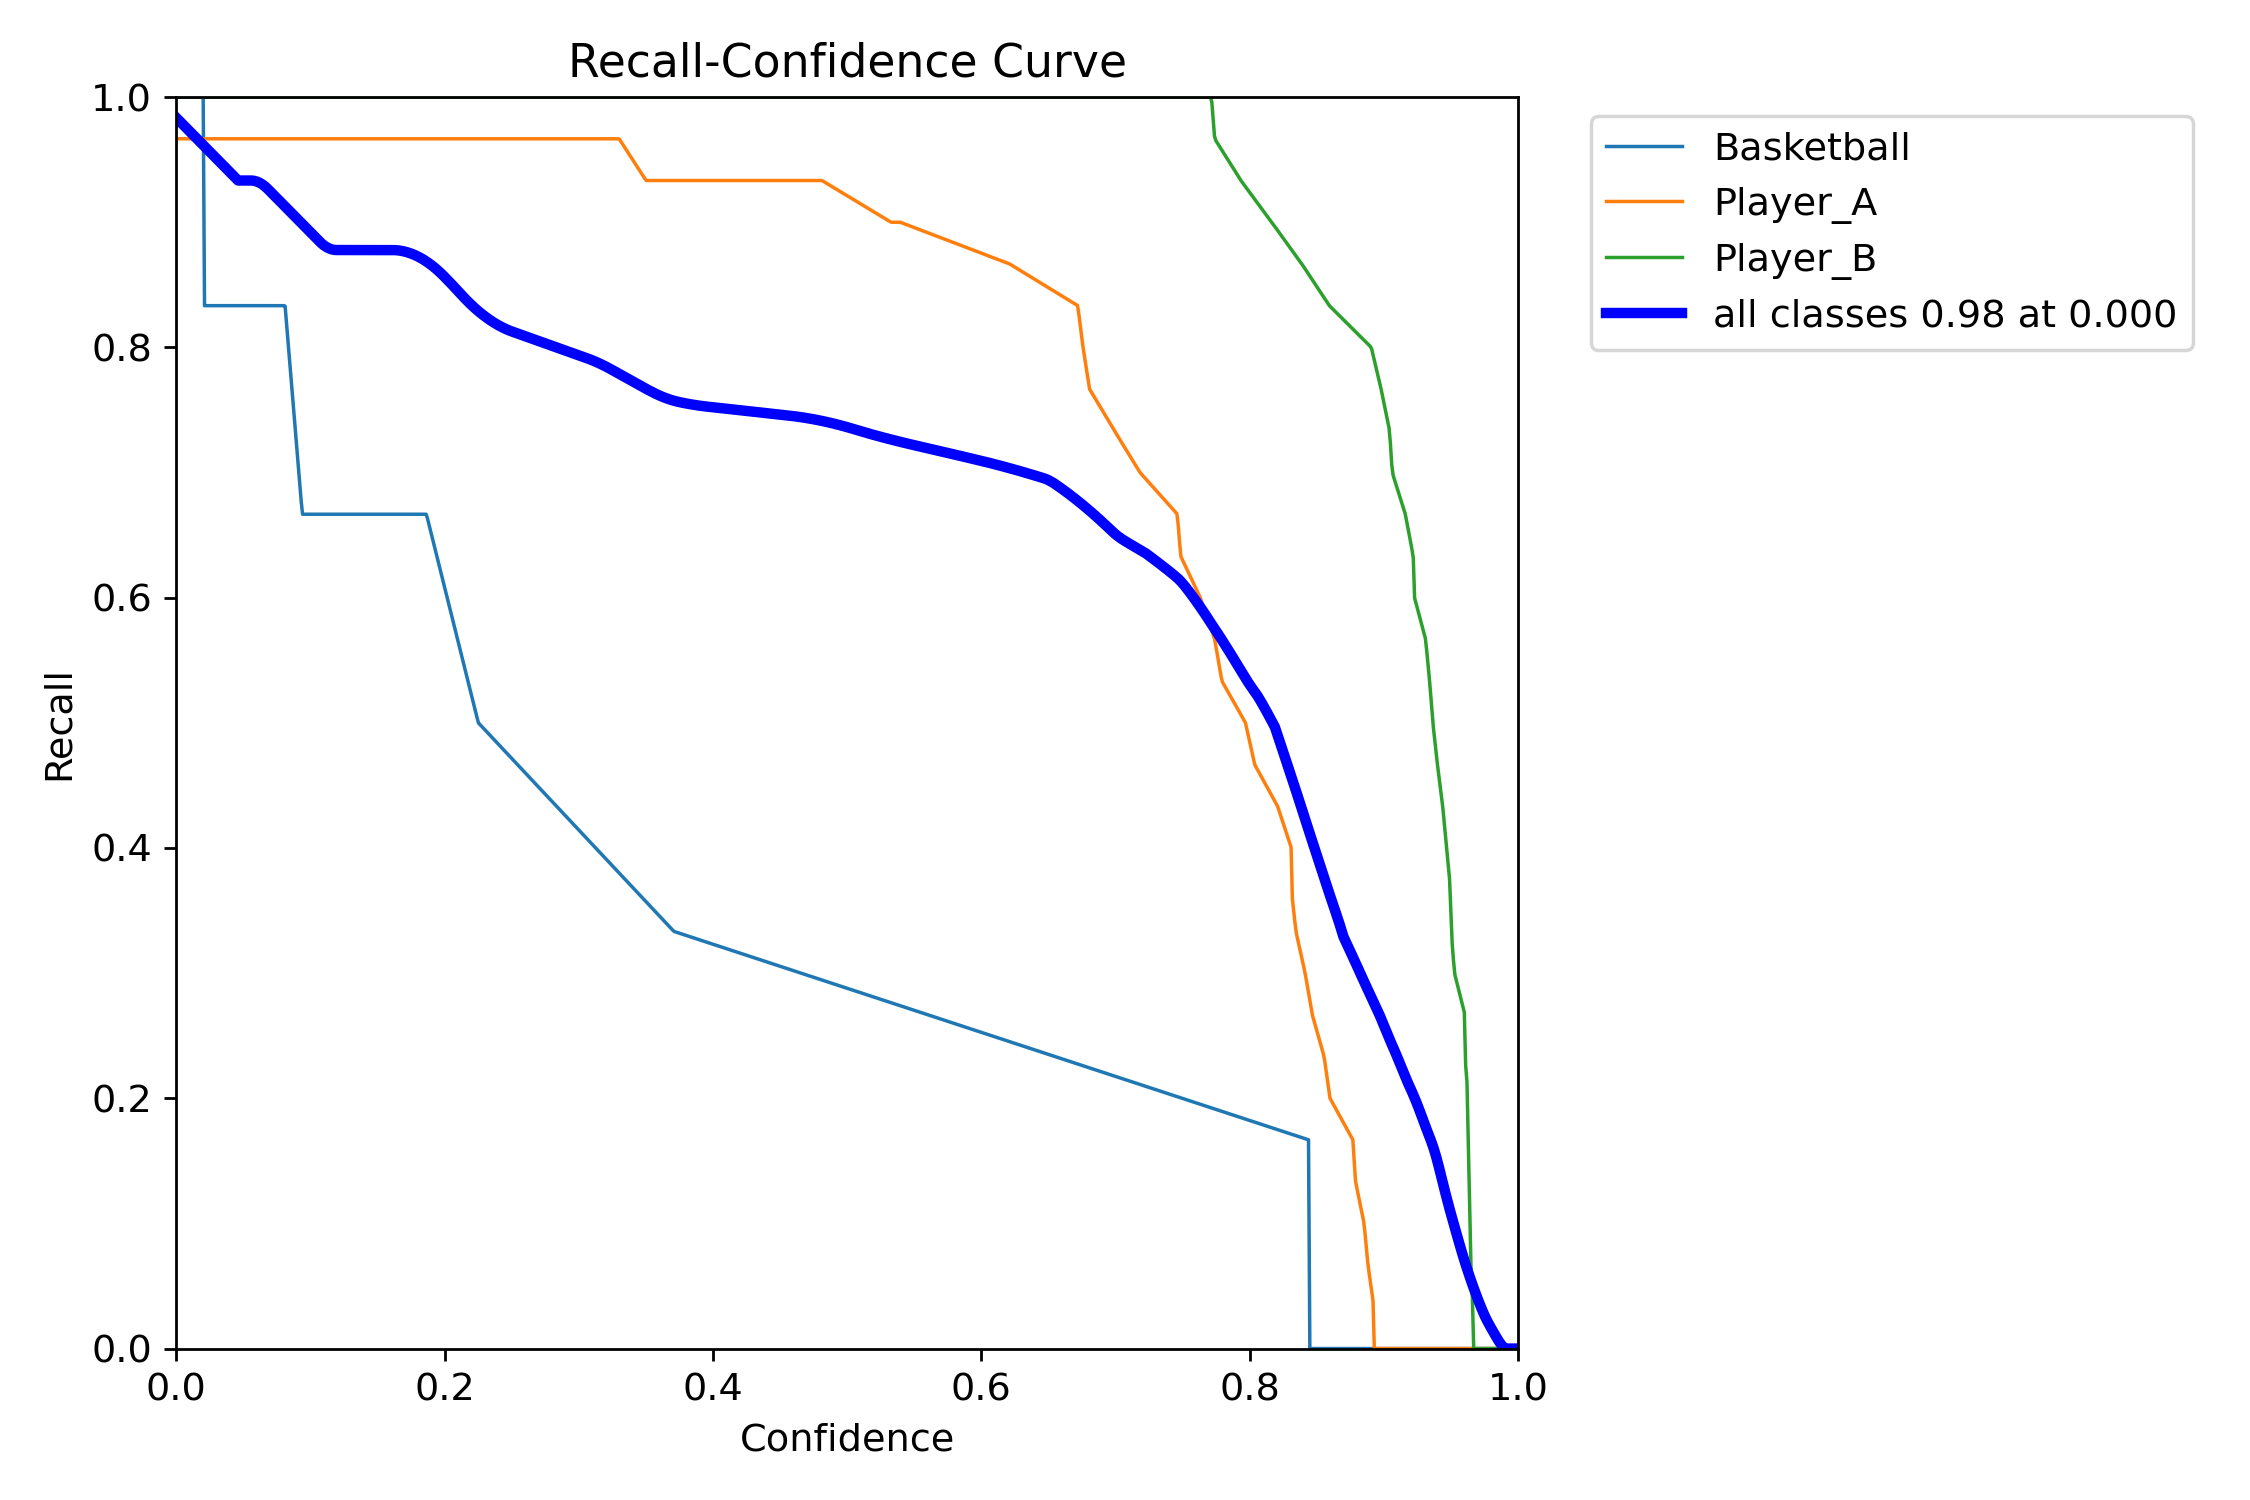 Recall-Confidence Curve
1.0
0.8
0.6
0.4
0.2
0.0
Recall
0.0 0.2 0.4 0.6 0.8 1.0
Confidence
Basketball
Player_A
Player_B
all classes 0.98 at 0.000